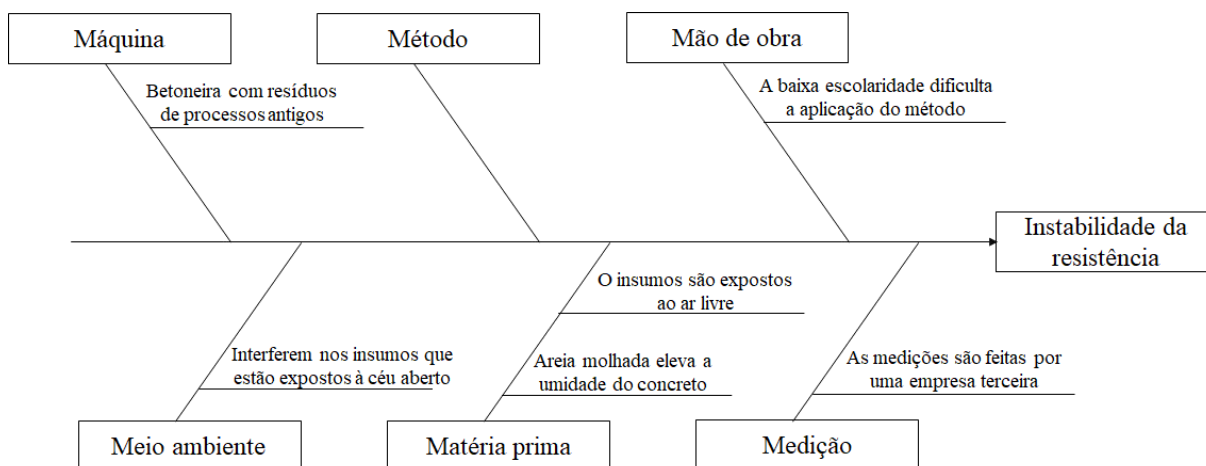 Máquina
Método
Mão de obra
Betoneira com resíduos
de processos antigos
A baixa escolaridade dificulta
a aplicação do método
Instabilidade da
resistência
O insumos são expostos
ao ar livre
Interferem nos insumos que
estão expostos à céu aberto
Areia molhada eleva a
umidade do concreto
As medições são feitas por
uma empresa terceira
Meio ambiente
Matéria prima
Medição